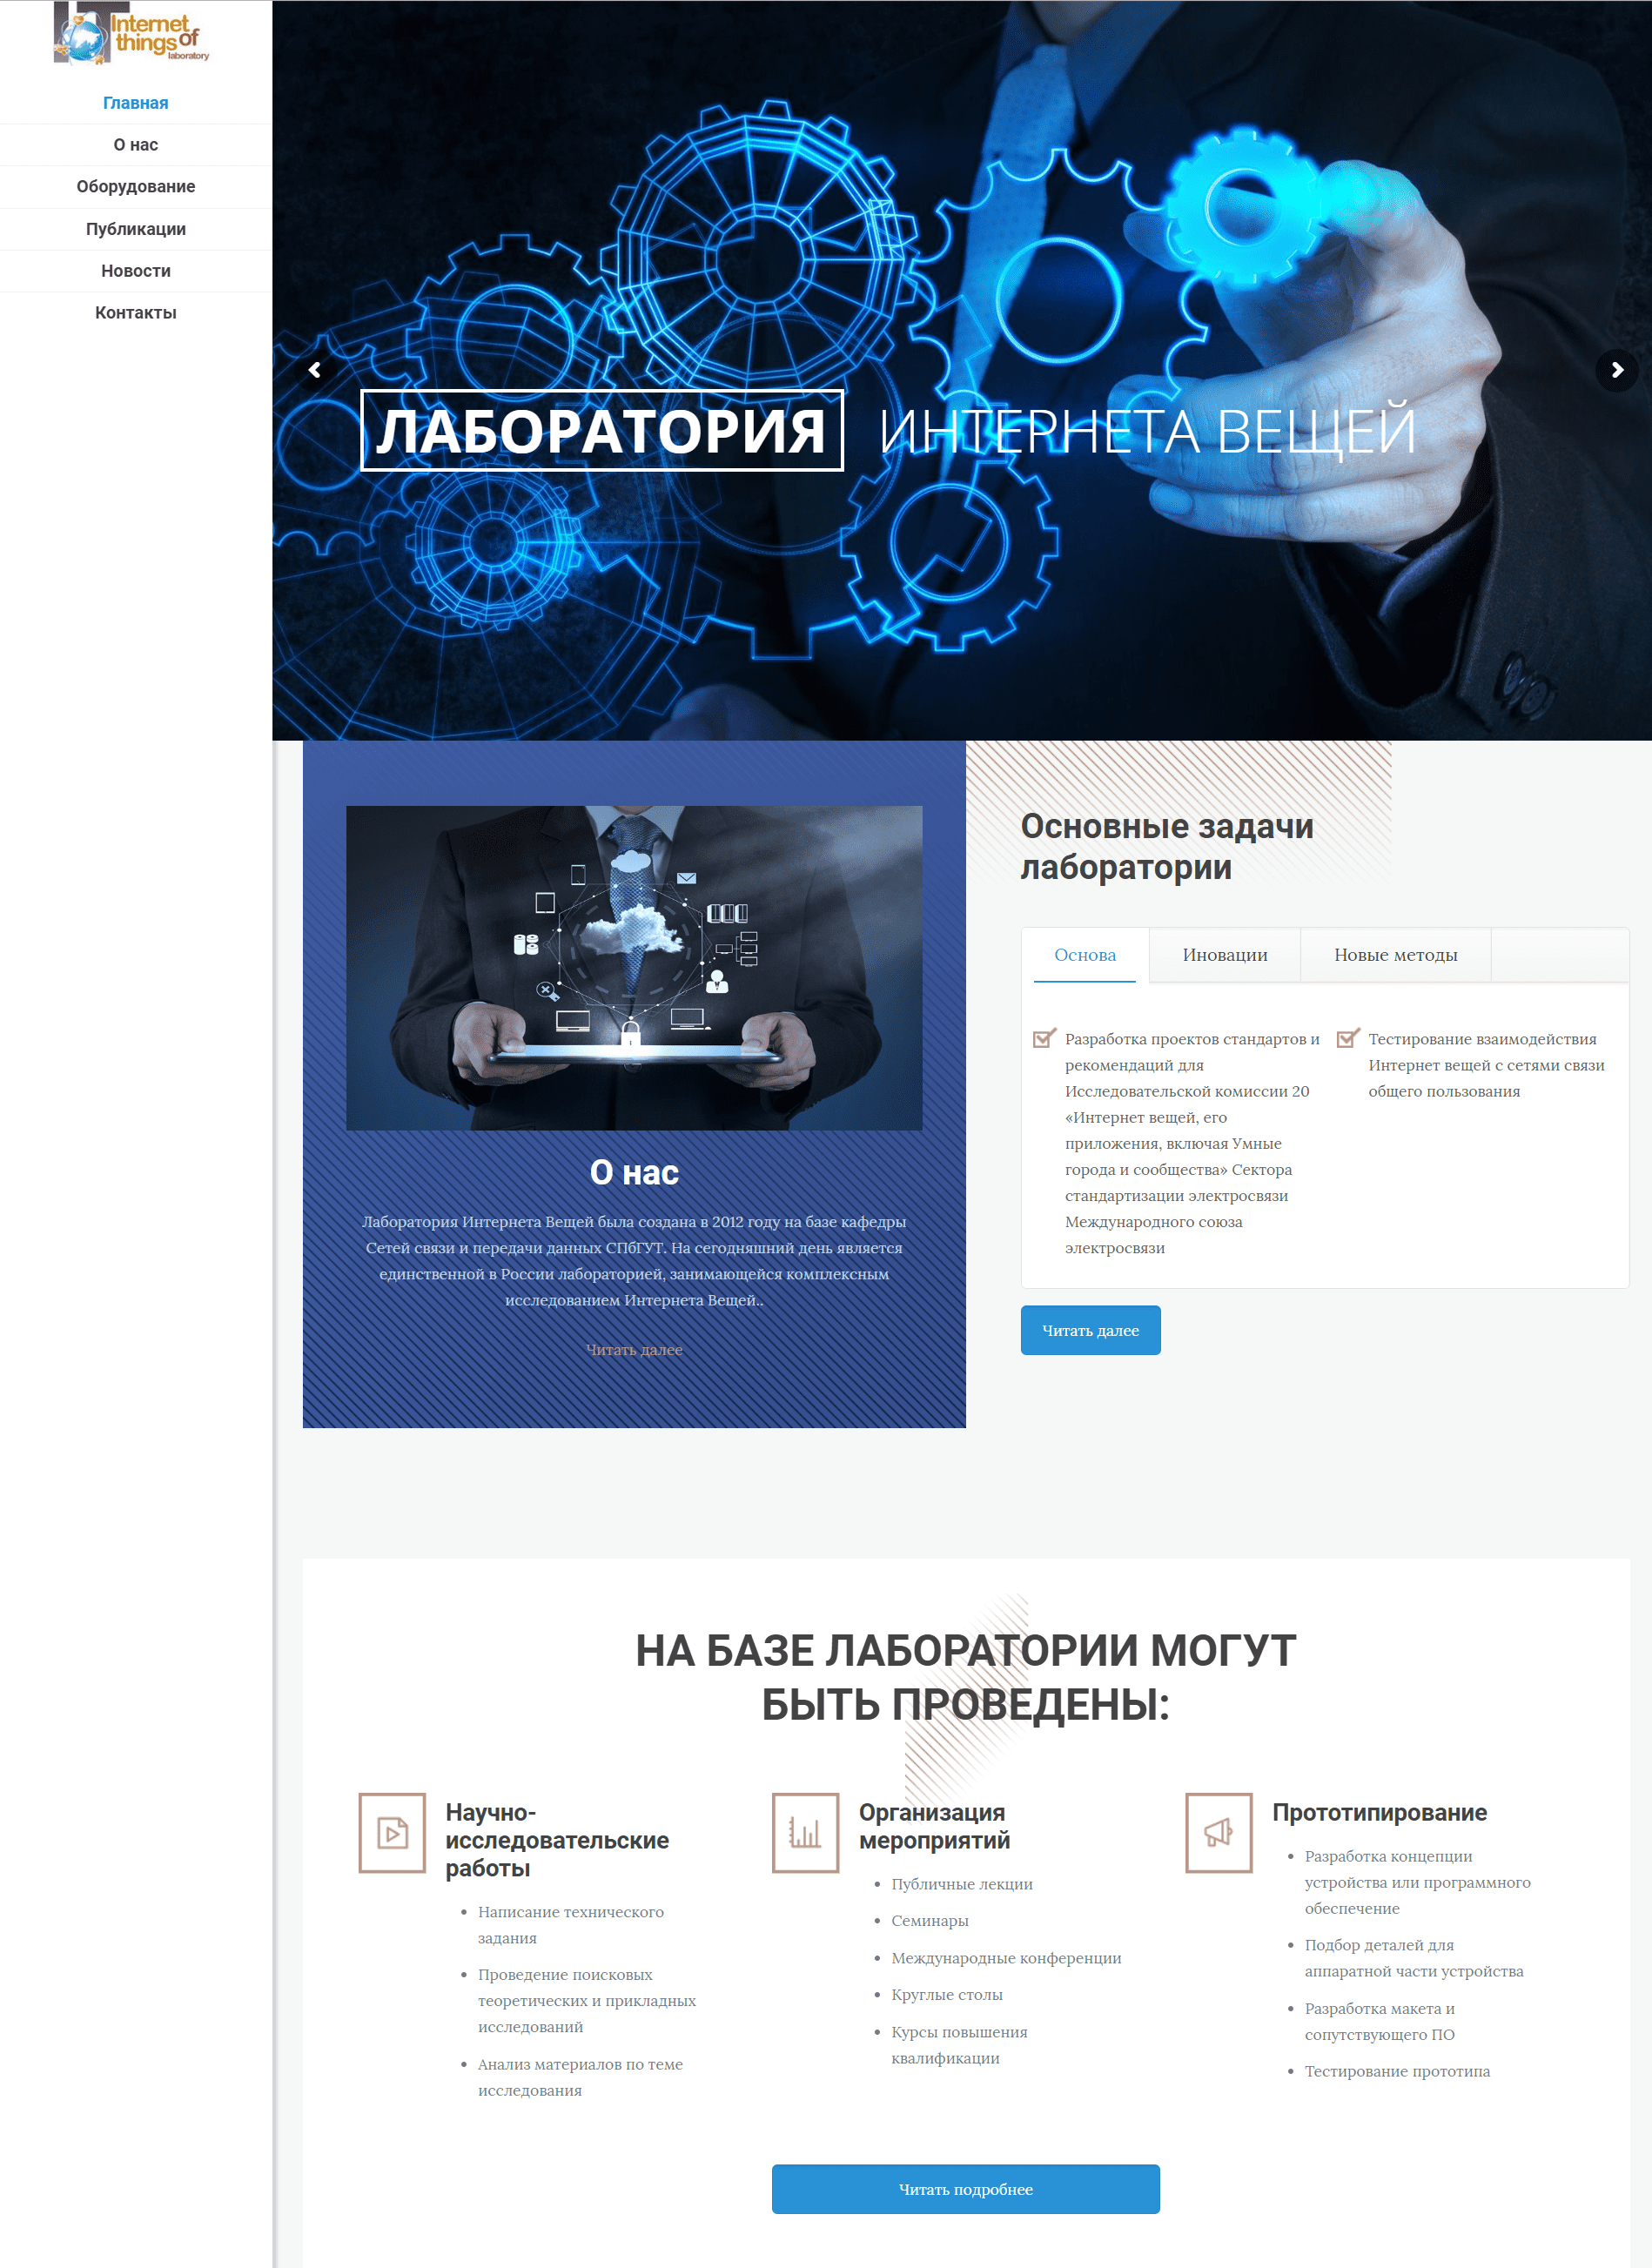 IT Internet of things
laboratory
Главная
О нас
Оборудование
Публикации
Новости
Контакты
ЛАБОРАТОРИЯ ИНТЕРНЕТА ВЕЩЕЙ
О нас
Лаборатория Интернета Вещей была создана в 2012 году на базе кафедры
Сетей связи и передачи данных СПбГУТ. На сегодняшний день является
единственной в России лабораторией, занимающейся комплексным
исследованием Интернета Вещей..
Читать далее
Основные задачи
лаборатории
Основа
Иновации
Новые методы
Разработка проектов стандартов и
рекомендаций для
Исследовательской комиссии 20
«Интернет вещей, его
приложения, включая Умные
города и сообщества» Сектора
стандартизации электросвязи
Международного союза
электросвязи
Тестирование взаимодействия
Интернет вещей с сетями связи
общего пользования
Читать далее
НА БАЗЕ ЛАБОРАТОРИИ МОГУТ
БЫТЬ ПРОВЕДЕНЫ:
Научно-
исследовательские
работы
• Написание технического
задания
• Проведение поисковых
теоретических и прикладных
исследований
• Анализ материалов по теме
исследования
Организация
мероприятий
• Публичные лекции
• Семинары
• Международные конференции
• Круглые столы
• Курсы повышения
квалификации
Прототипирование
• Разработка концепции
устройства или программного
обеспечение
• Подбор деталей для
аппаратной части устройства
• Разработка макета и
сопутствующего ПО
• Тестирование прототипа
Читать подробнее